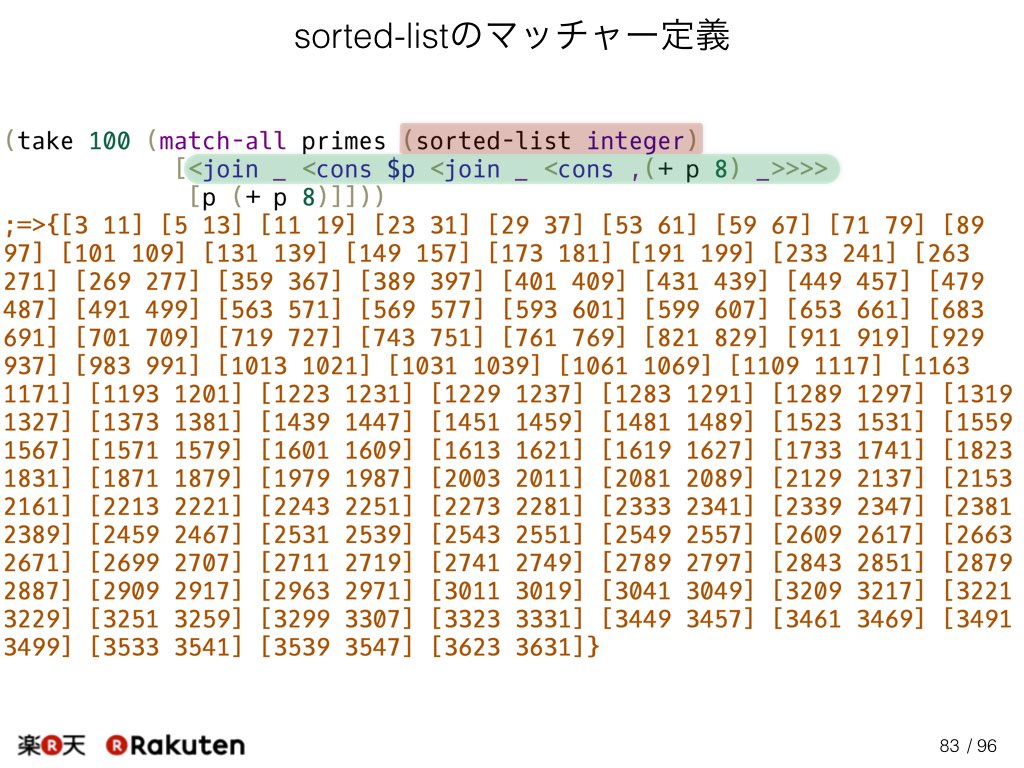 sorted-listのマッチャー定義
(take 100 (match-all primes (sorted-list integer)
[<join _ <cons $p <join _ <cons ,(+ p 8) _>>>>
[p (+ p 8)]]))
;=>{[3 11] [5 13] [11 19] [23 31] [29 37] [53 61] [59 67] [71 79] [89
97] [101 109] [131 139] [149 157] [173 181] [191 199] [233 241] [263
271] [269 277] [359 367] [389 397] [401 409] [431 439] [449 457] [479
487] [491 499] [563 571] [569 577] [593 601] [599 607] [653 661] [683
691] [701 709] [719 727] [743 751] [761 769] [821 829] [911 919] [929
937] [983 991] [1013 1021] [1031 1039] [1061 1069] [1109 1117] [1163
1171] [1193 1201] [1223 1231] [1229 1237] [1283 1291] [1289 1297] [1319
1327] [1373 1381] [1439 1447] [1451 1459] [1481 1489] [1523 1531] [1559
1567] [1571 1579] [1601 1609] [1613 1621] [1619 1627] [1733 1741] [1823
1831] [1871 1879] [1979 1987] [2003 2011] [2081 2089] [2129 2137] [2153
2161] [2213 2221] [2243 2251] [2273 2281] [2333 2341] [2339 2347] [2381
2389] [2459 2467] [2531 2539] [2543 2551] [2549 2557] [2609 2617] [2663
2671] [2699 2707] [2711 2719] [2741 2749] [2789 2797] [2843 2851] [2879
2887] [2909 2917] [2963 2971] [3011 3019] [3041 3049] [3209 3217] [3221
3229] [3251 3259] [3299 3307] [3323 3331] [3449 3457] [3461 3469] [3491
3499] [3533 3541] [3539 3547] [3623 3631]}
楽R天 R Rakuten
83 / 96